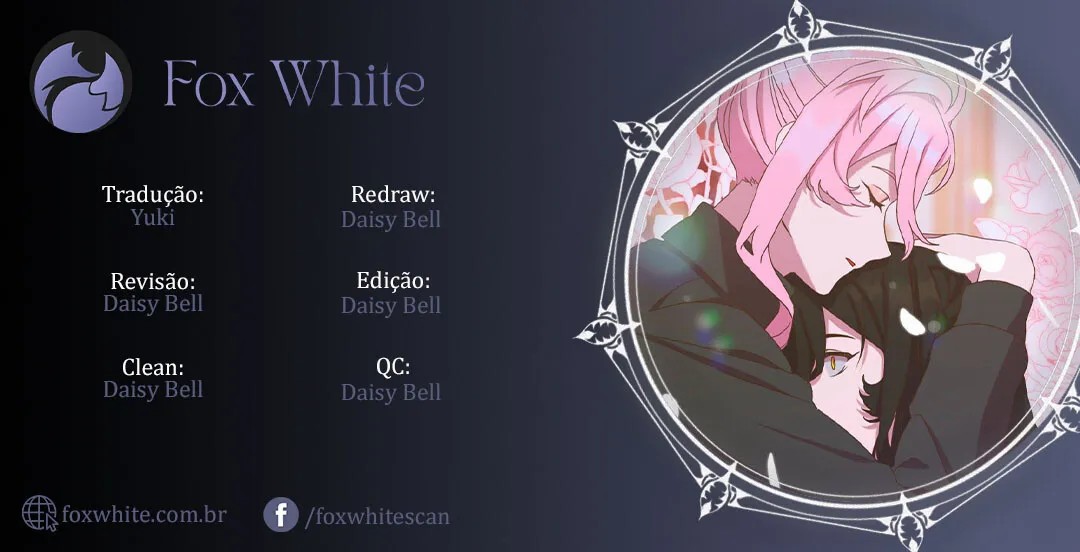 Fox White
Tradução:
Yuki
Redraw:
Daisy Bell
Revisão:
Daisy Bell
Edição:
Daisy Bell
Clean:
Daisy Bell
QC:
Daisy Bell
foxwhite.com.br
/foxwhitescan